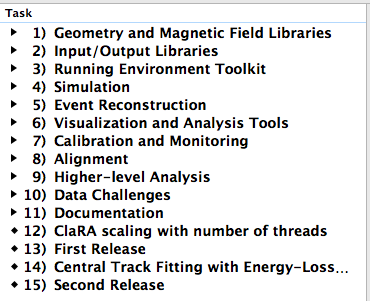 Task
1) Geometry and Magnetic Field Libraries
2) Input/Output Libraries
3) Running Environment Toolkit
4) Simulation
5) Event Reconstruction
6) Visualization and Analysis Tools
7) Calibration and Monitoring
8) Alignment
9) Higher-level Analysis
10) Data Challenges
11) Documentation
12) ClaRA scaling with number of threads
13) First Release
14) Central Track Fitting with Energy-Loss...
15) Second Release